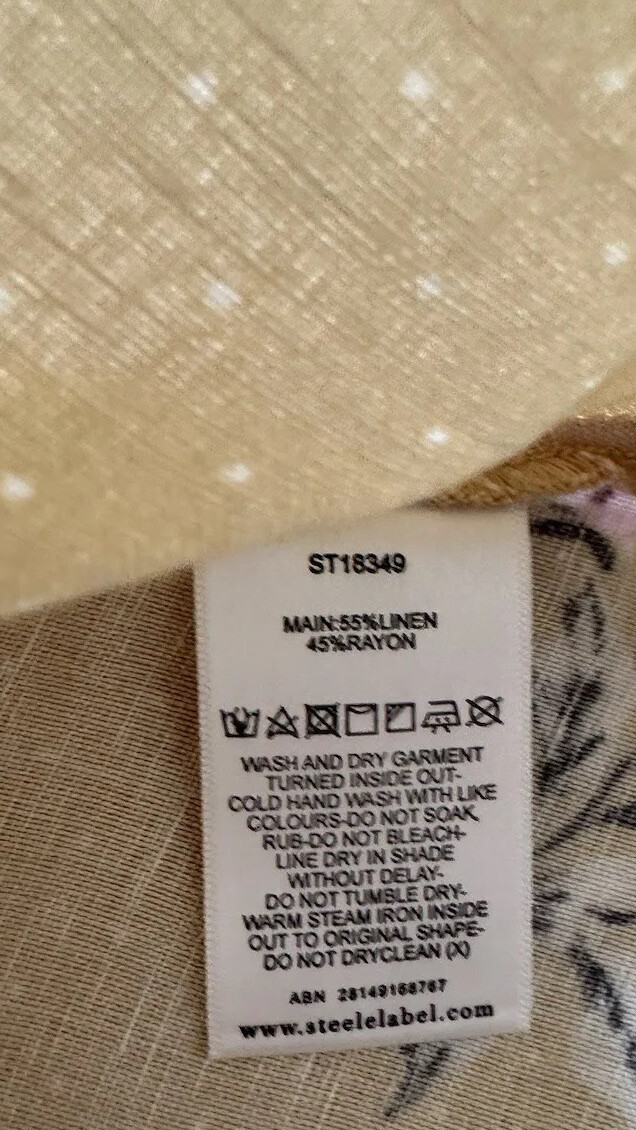 ST18349
MAIN:55%LINEN
45%RAYON
WASH AND DRY GARMENT
TURNED INSIDE OUT-
COLD HAND WASH WITH LIKE
COLOURS-DO NOT SOAK,
RUB-DO NOT BLEACH-
LINE DRY IN SHADE
WITHOUT DELAY-
DO NOT TUMBLE DRY-
WARM STEAM IRON INSIDE
OUT TO ORIGINAL SHAPE-
DO NOT DRYCLEAN (X)
ABN 28149168767
www.steelelabel.com